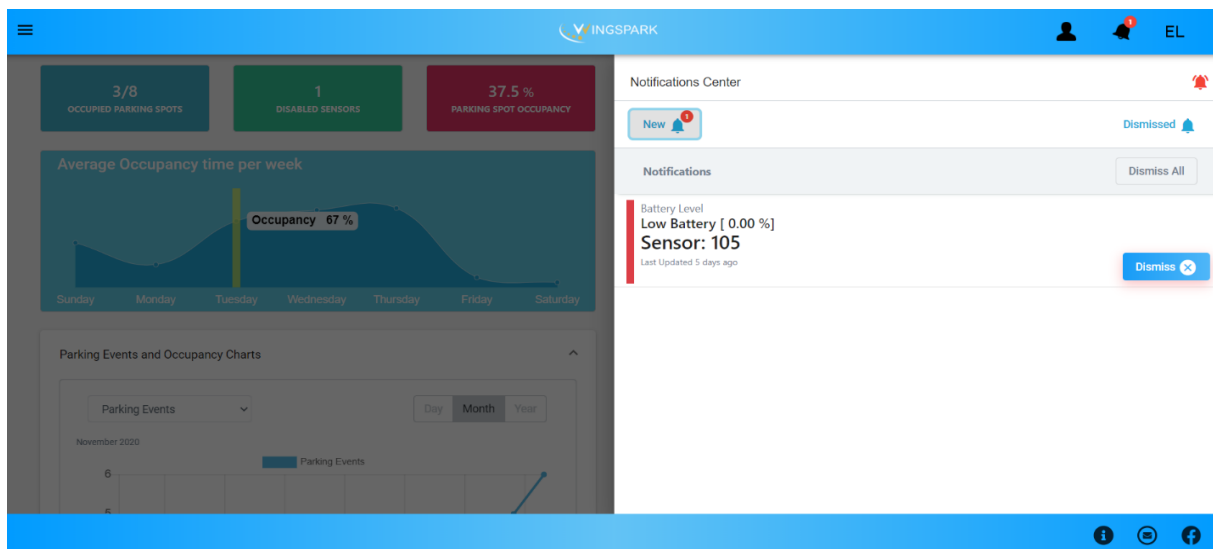 WINGSPARK
1
EL
3/8
OCCUPIED PARKING SPOTS
1
DISABLED SENSORS
37.5 %
PARKING SPOT OCCUPANCY
Average Occupancy time per week
Occupancy 67 %
Sunday Monday Tuesday Wednesday Thursday Friday Saturday
Parking Events and Occupancy Charts
Parking Events
Day Month Year
November 2020
Parking Events
6
5
Notifications Center
New 1
Dismissed
Notifications
Dismiss All
Battery Level
Low Battery [ 0.00 %]
Sensor: 105
Last Updated 5 days ago
Dismiss